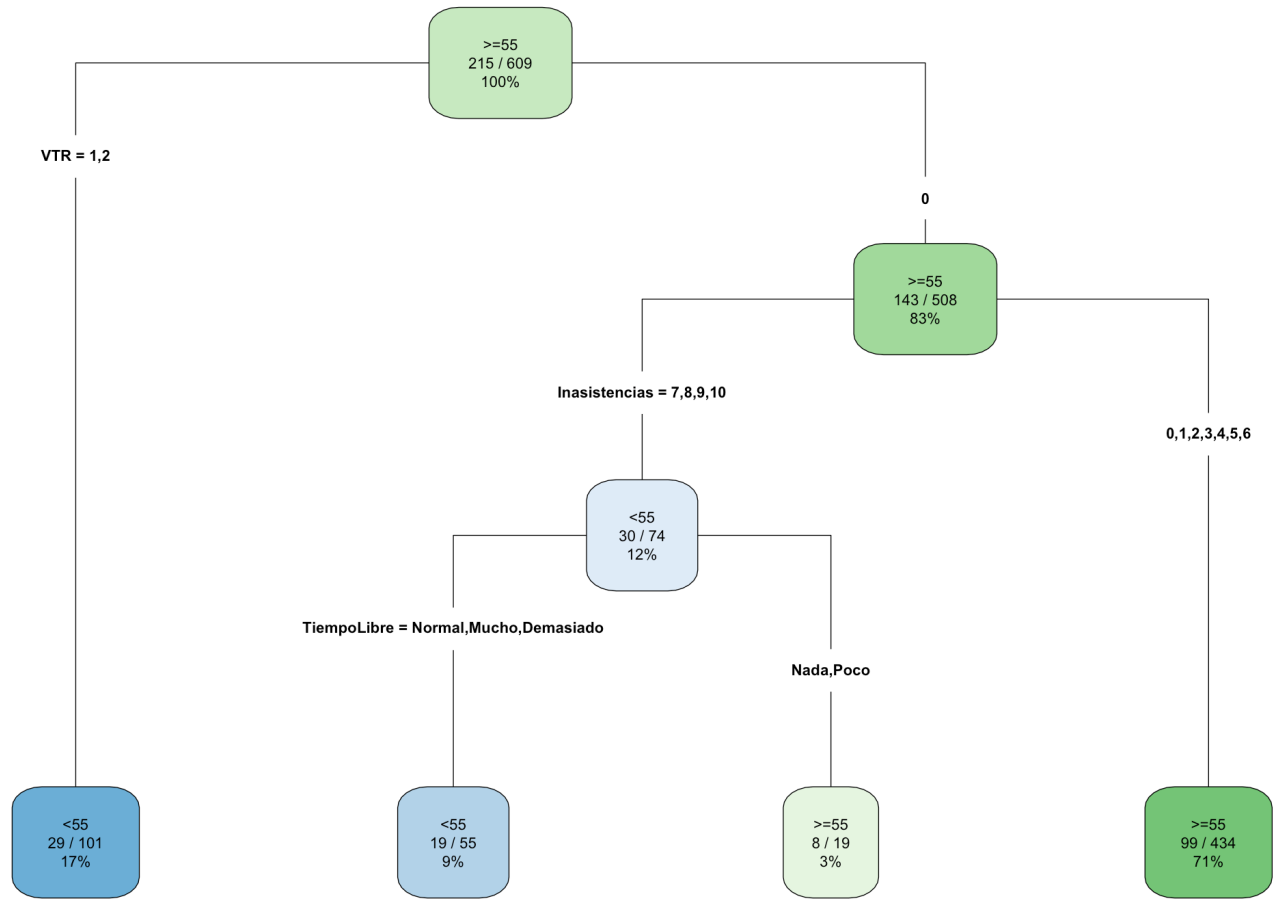 >=55
215 / 609
100%
VTR = 1,2
0
>=55
143 / 508
83%
Inasistencias = 7,8,9,10
0,1,2,3,4,5,6
<55
30 / 74
12%
TiempoLibre = Normal,Mucho,Demasiado
Nada,Poco
<55
29 / 101
17%
<55
19 / 55
9%
>=55
8 / 19
3%
>=55
99 / 434
71%